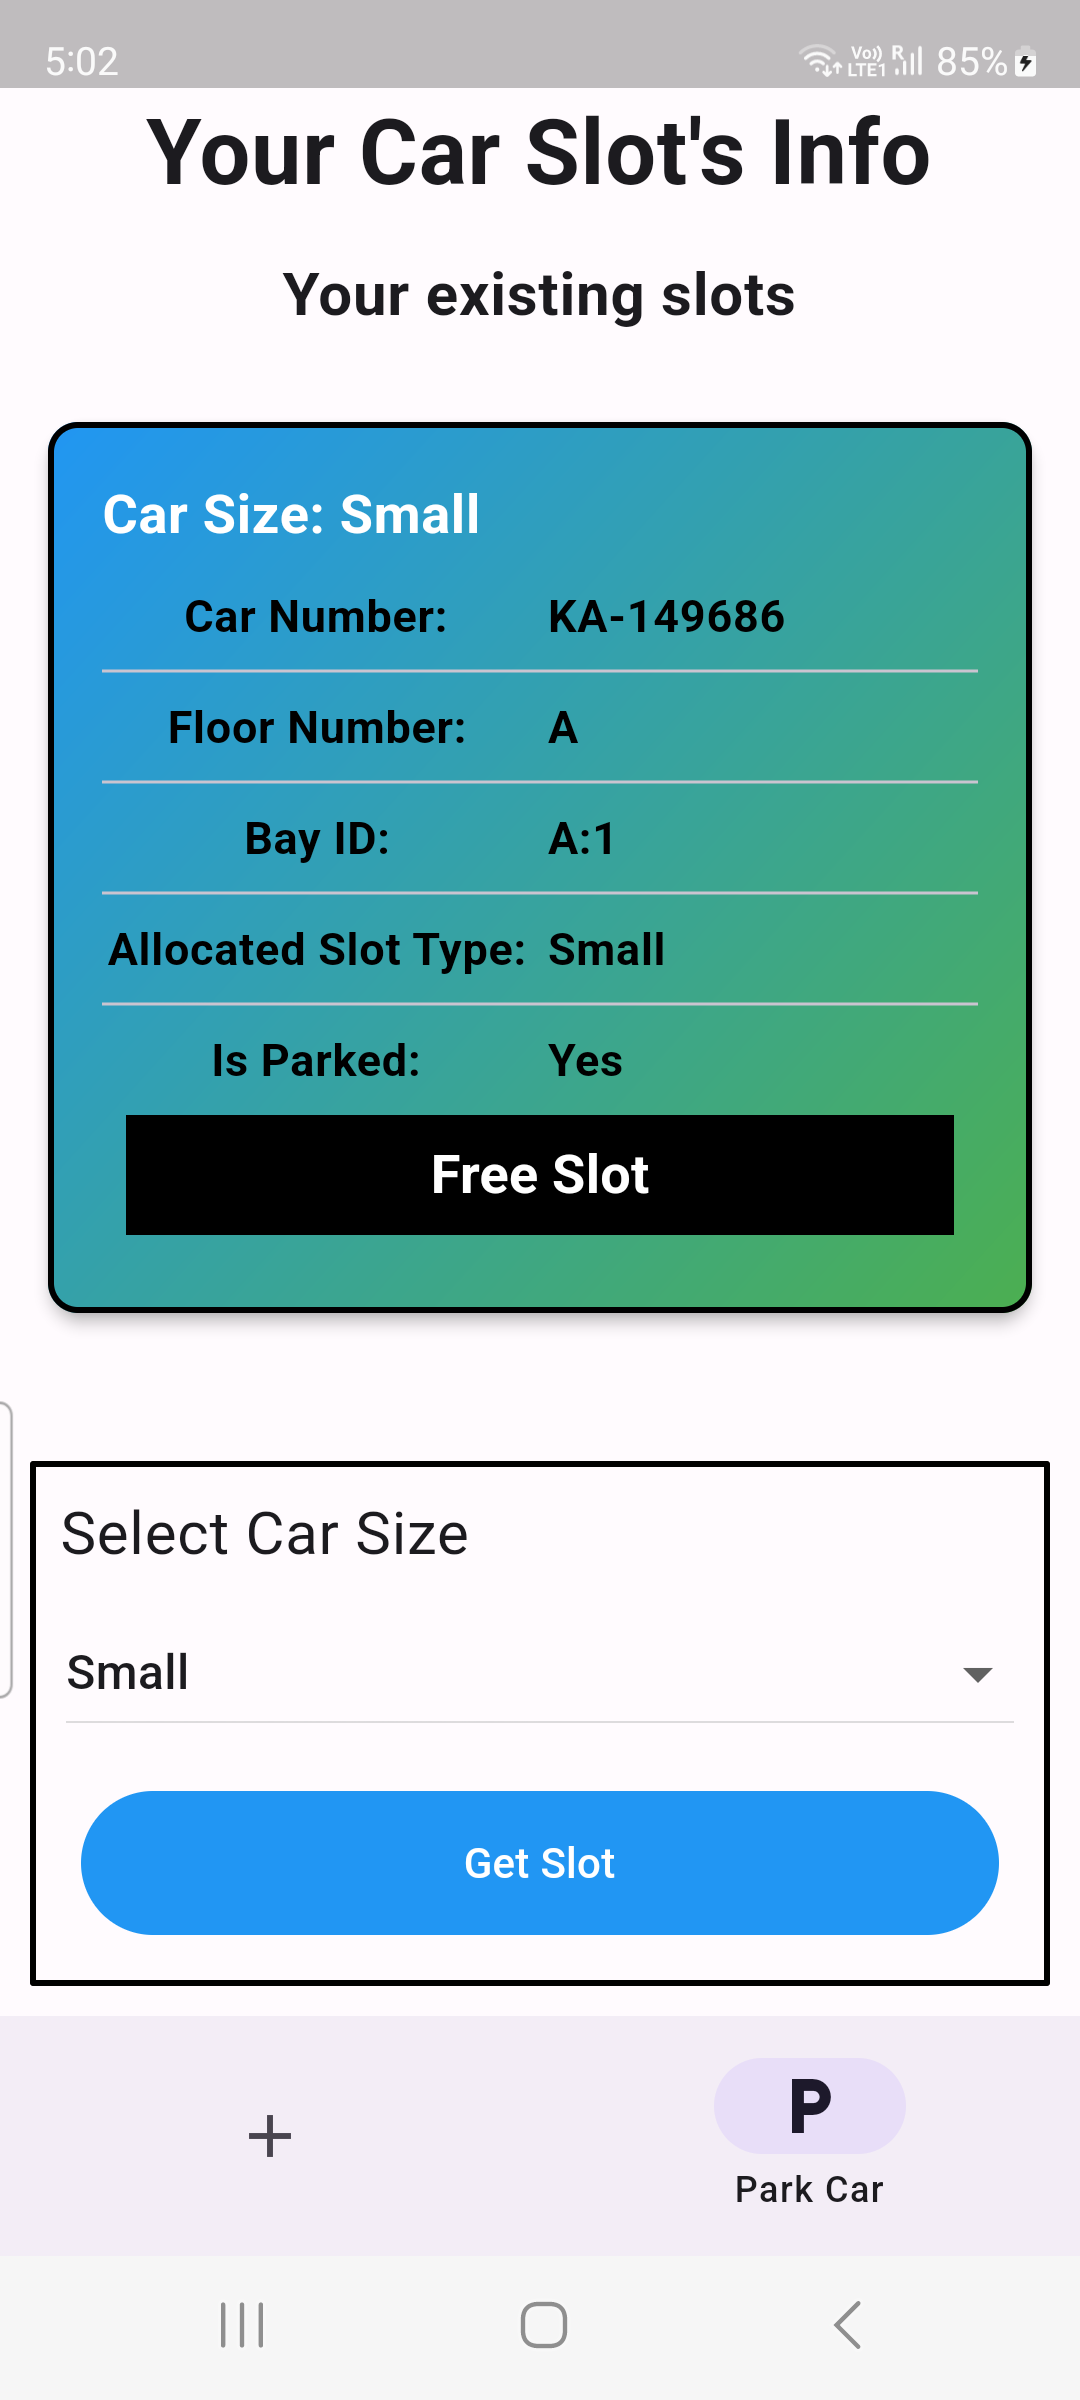 5:02
Vo)) R
LTE1 85%
Your Car Slot's Info
Your existing slots
Car Size: Small
Car Number: KA-149686
Floor Number: A
Bay ID: A:1
Allocated Slot Type: Small
Is Parked: Yes
Free Slot
Select Car Size
Small
Get Slot
P
Park Car